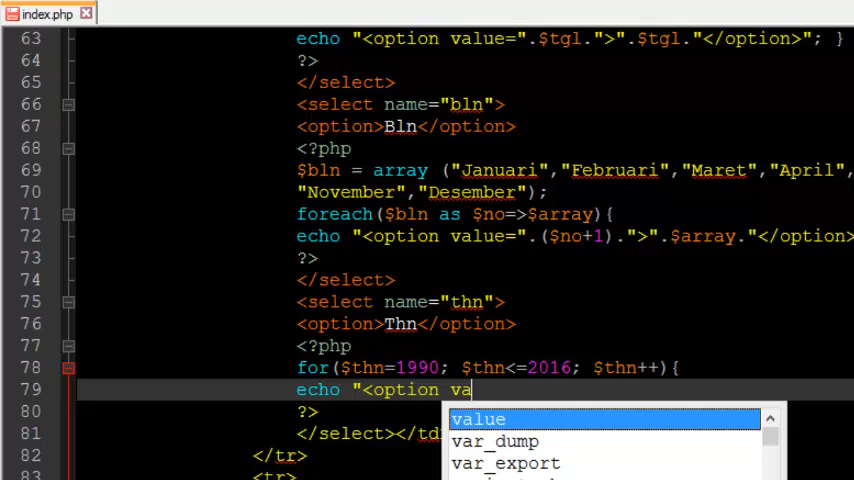 index.php
63 echo "<option value=".$tgl.">".$tgl."</option>"; }
64 ?>
65 </select>
66 <select name="bln">
67 <option>Bln</option>
68 <?php
69 $bln = array ("Januari","Februari","Maret","April",
70 "November","Desember");
71 foreach($bln as $no=>$array){
72 echo "<option value=".($no+1).">".$array."</option>
73 ?>
74 </select>
75 <select name="thn">
76 <option>Thn</option>
77 <?php
78 for($thn=1990; $thn<=2016; $thn++){
79 echo "<option va
value
80 ?>
var_dump
81 </select></td
var_export
82 </tr>
83 <tr>